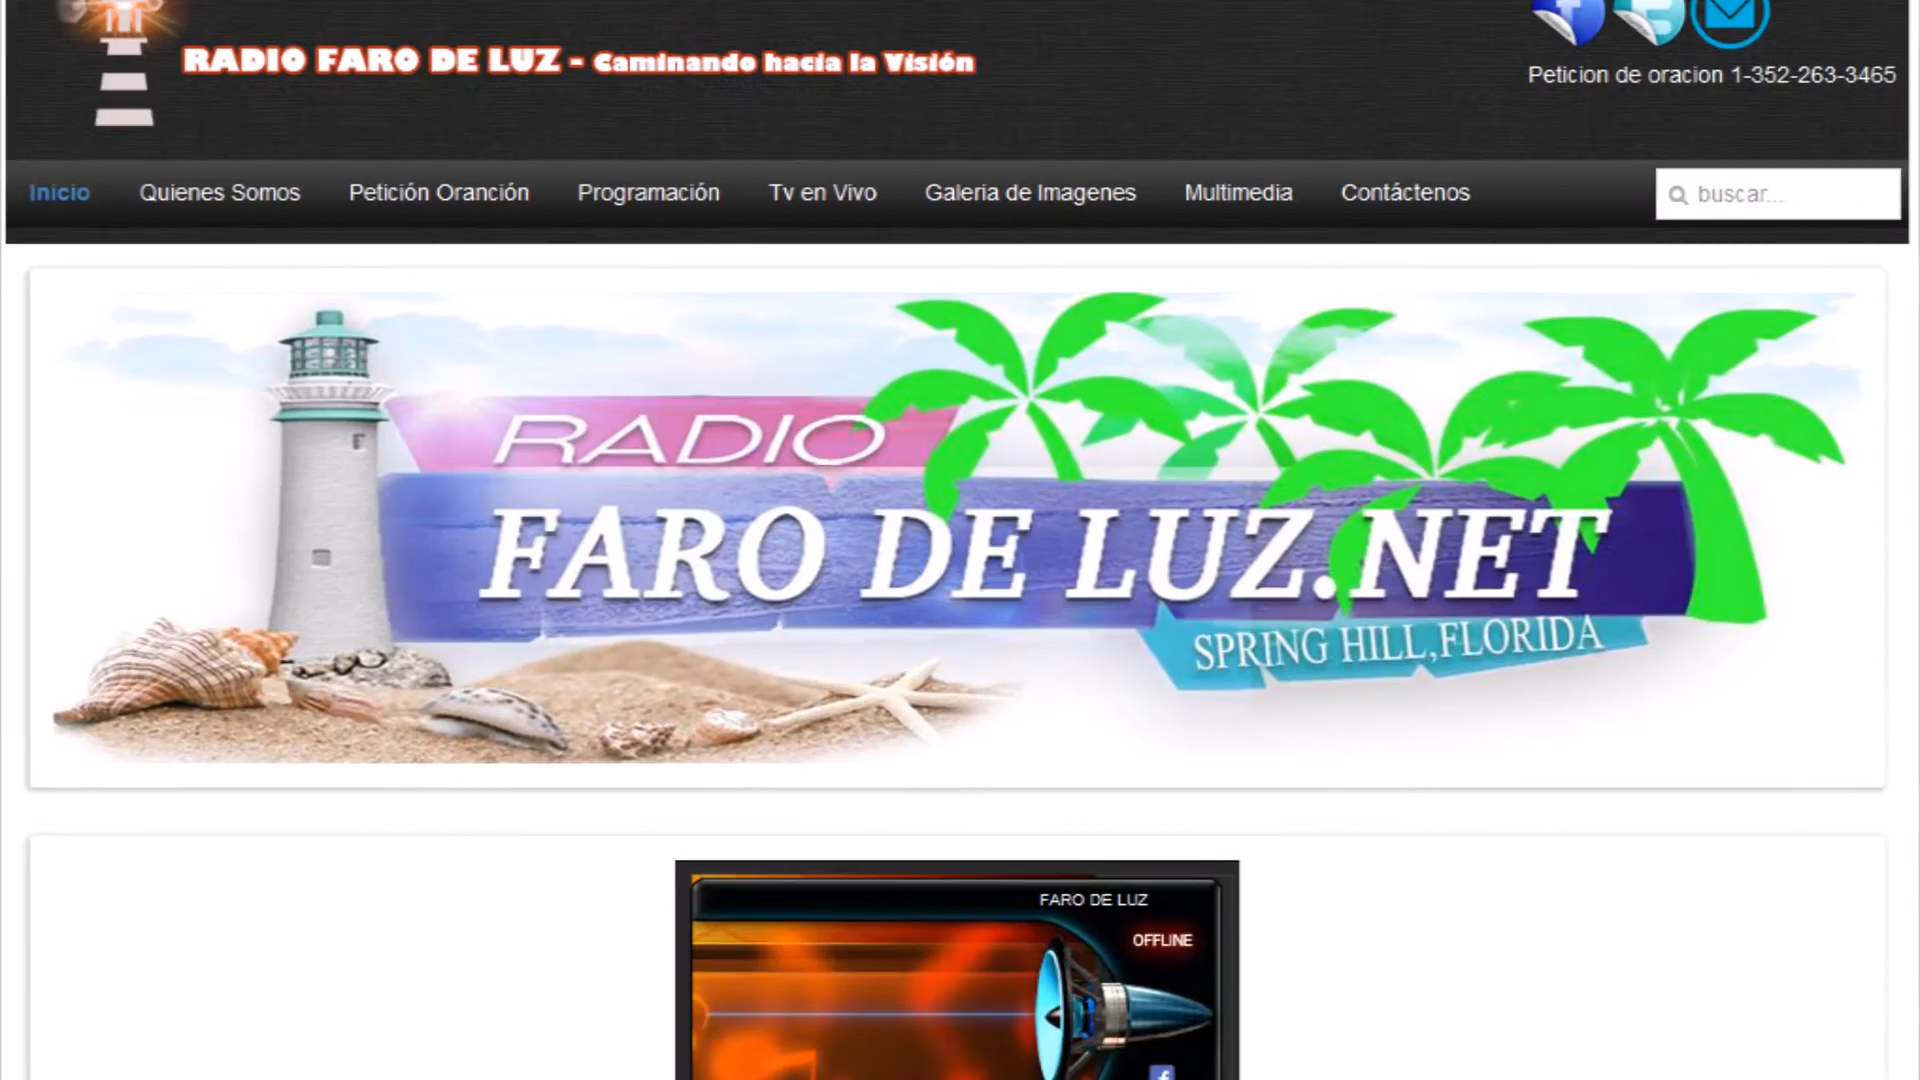 RADIO FARO DE LUZ - Caminando hacia la Visión
Peticion de oracion 1-352-263-3465
Inicio
Quienes Somos
Petición Oranción
Programación
Tv en Vivo
Galeria de Imagenes
Multimedia
Contáctenos
buscar...
RADIO
FARO DE LUZ.NET
SPRING HILL, FLORIDA
FARO DE LUZ
OFFLINE